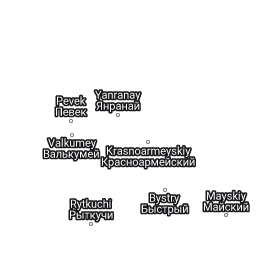 Pevek
Певек
Yanranay
Янранай
Valkumey
Валькумей
Krasnoarmeyskiy
Красноармейский
Rytkuchi
Рыткучи
Bystry
Быстрый
Mayskiy
Майский